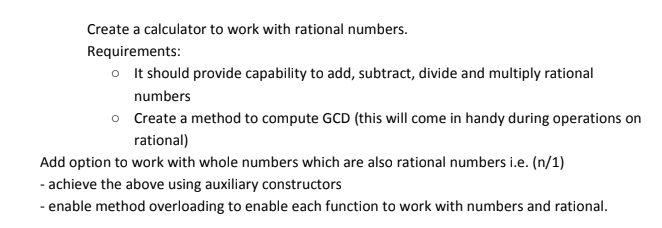 Create a calculator to work with rational numbers.
Requirements:
o It should provide capability to add, subtract, divide and multiply rational
numbers
o Create a method to compute GCD (this will come in handy during operations on
rational)
Add option to work with whole numbers which are also rational numbers i.e. (n/1)
- achieve the above using auxiliary constructors
- enable method overloading to enable each function to work with numbers and rational.